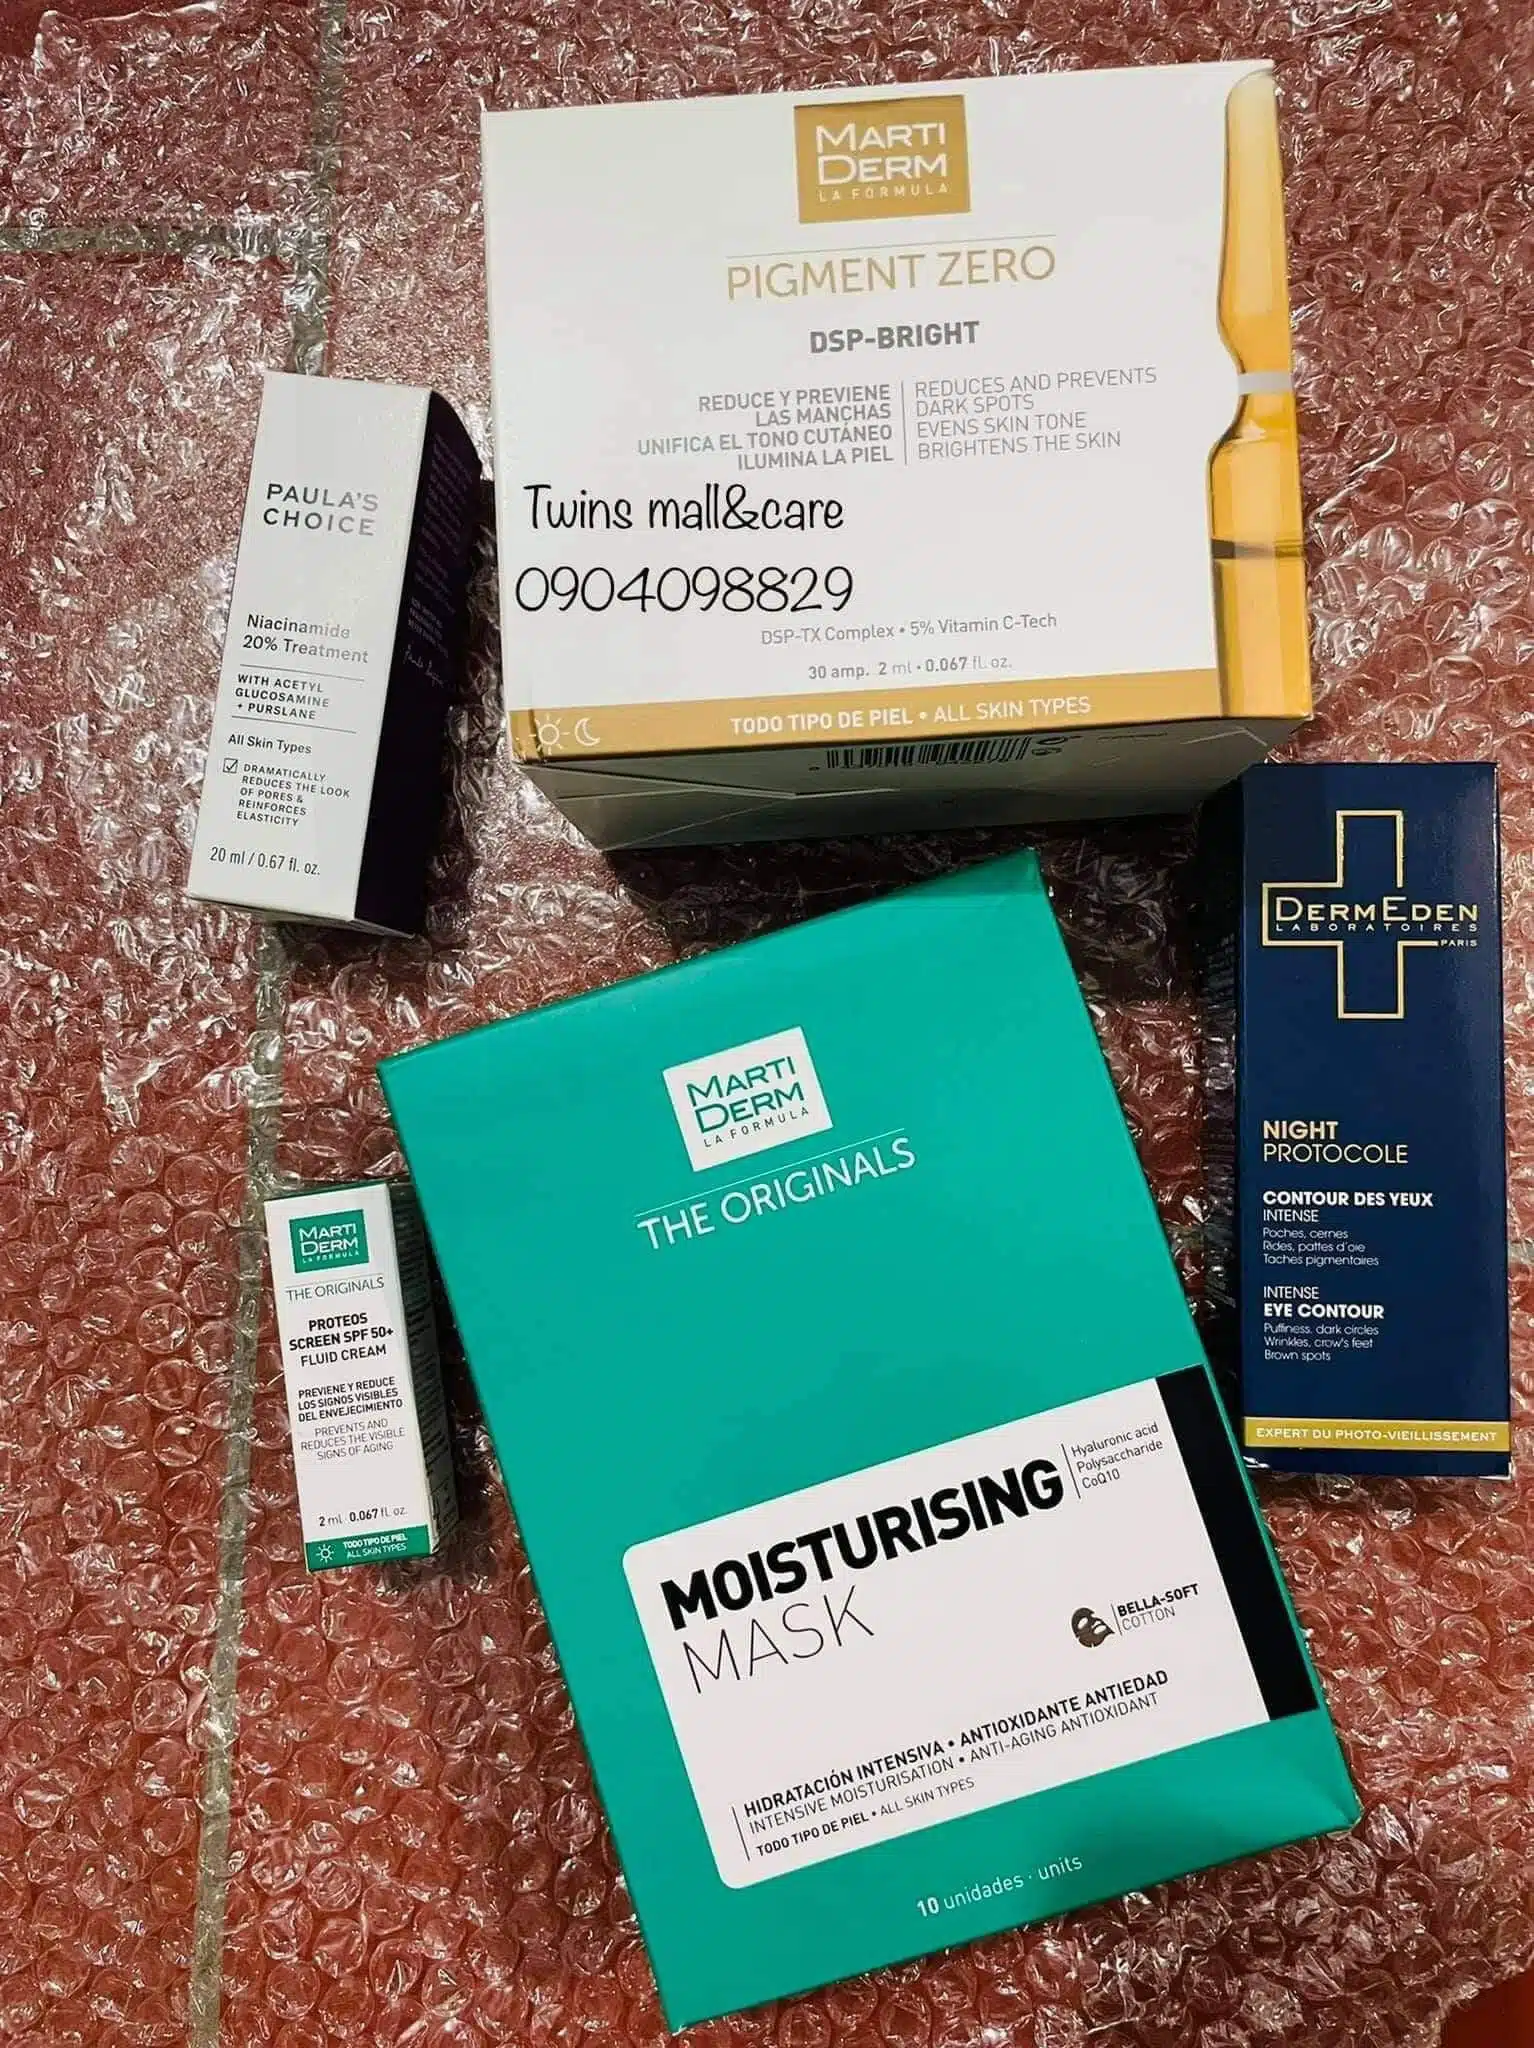 MARTI
DERM
LA FORMULA
PIGMENT ZERO
DSP-BRIGHT
REDUCE Y PREVIENE
LAS MANCHAS
UNIFICA EL TONO CUTÁNEO
ILUMINA LA PIEL
REDUCES AND PREVENTS
DARK SPOTS
EVENS SKIN TONE
BRIGHTENS THE SKIN
Twins mall&care
0904098829
DSP-TX Complex • 5% Vitamin C-Tech
30 amp. 2 ml • 0.067 fl. oz.
TODO TIPO DE PIEL • ALL SKIN TYPES
PAULA'S
CHOICE
Niacinamide
20% Treatment
WITH ACETYL
GLUCOSAMINE
+ PURSLANE
All Skin Types
DRAMATICALLY
REDUCES THE LOOK
OF PORES &
REINFORCES
ELASTICITY
20 ml / 0.67 fl. oz.
DERMEDEN
LABORATOIRES
PARIS
NIGHT
PROTOCOLE
CONTOUR DES YEUX
INTENSE
Poches, cernes
Rides, pattes d'oie
Taches pigmentaires
INTENSE
EYE CONTOUR
Puffiness, dark circles
Wrinkles, crow's feet
Brown spots
EXPERT DU PHOTO-VIEILLISSEMENT
MARTI
DERM
LA FORMULA
THE ORIGINALS
PROTEOS
SCREEN SPF 50+
FLUID CREAM
PREVIENE Y REDUCE
LOS SIGNOS VISIBLES
DEL ENVEJECIMIENTO
PREVENTS AND
REDUCES THE VISIBLE
SIGNS OF AGING
2 ml · 0.067 fl. oz.
TODO TIPO DE PIEL
ALL SKIN TYPES
MARTI
DERM
LA FORMULA
THE ORIGINALS
MOISTURISING
MASK
Hyaluronic acid
Polysaccharide
CoQ10
BELLA-SOFT
COTTON
HIDRATACIÓN INTENSIVA • ANTIOXIDANTE ANTIEDAD
INTENSIVE MOISTURISATION • ANTI-AGING ANTIOXIDANT
TODO TIPO DE PIEL • ALL SKIN TYPES
10 unidades · units